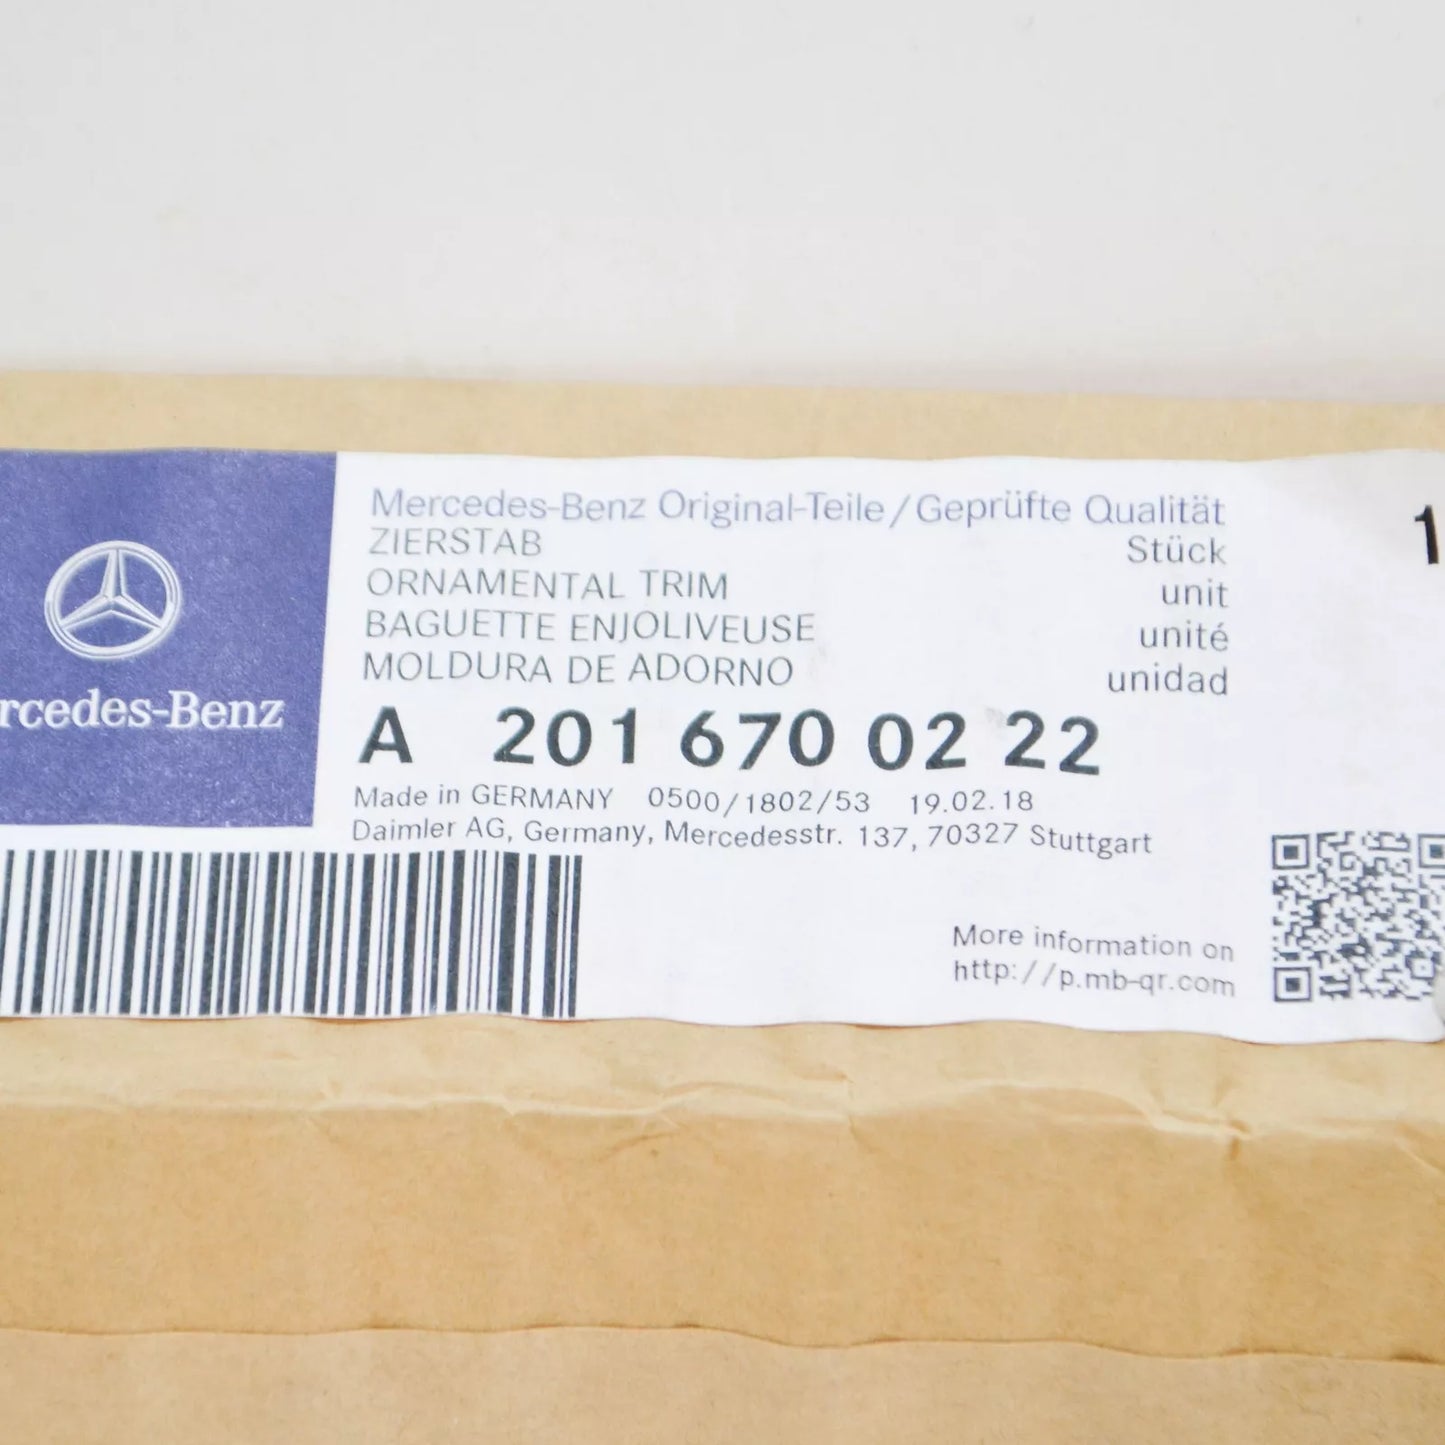 Mercedes-Benz Original-Teile/Geprüfte Qualität
ZIERSTAB Stück 1
ORNAMENTAL TRIM unit
BAGUETTE ENJOLIVEUSE unité
MOLDURA DE ADORNO unidad
rcedes-Benz
A 201 670 02 22
Made in GERMANY 0500/1802/53 19.02.18
Daimler AG, Germany, Mercedesstr. 137, 70327 Stuttgart
More information on
http://p.mb-qr.com